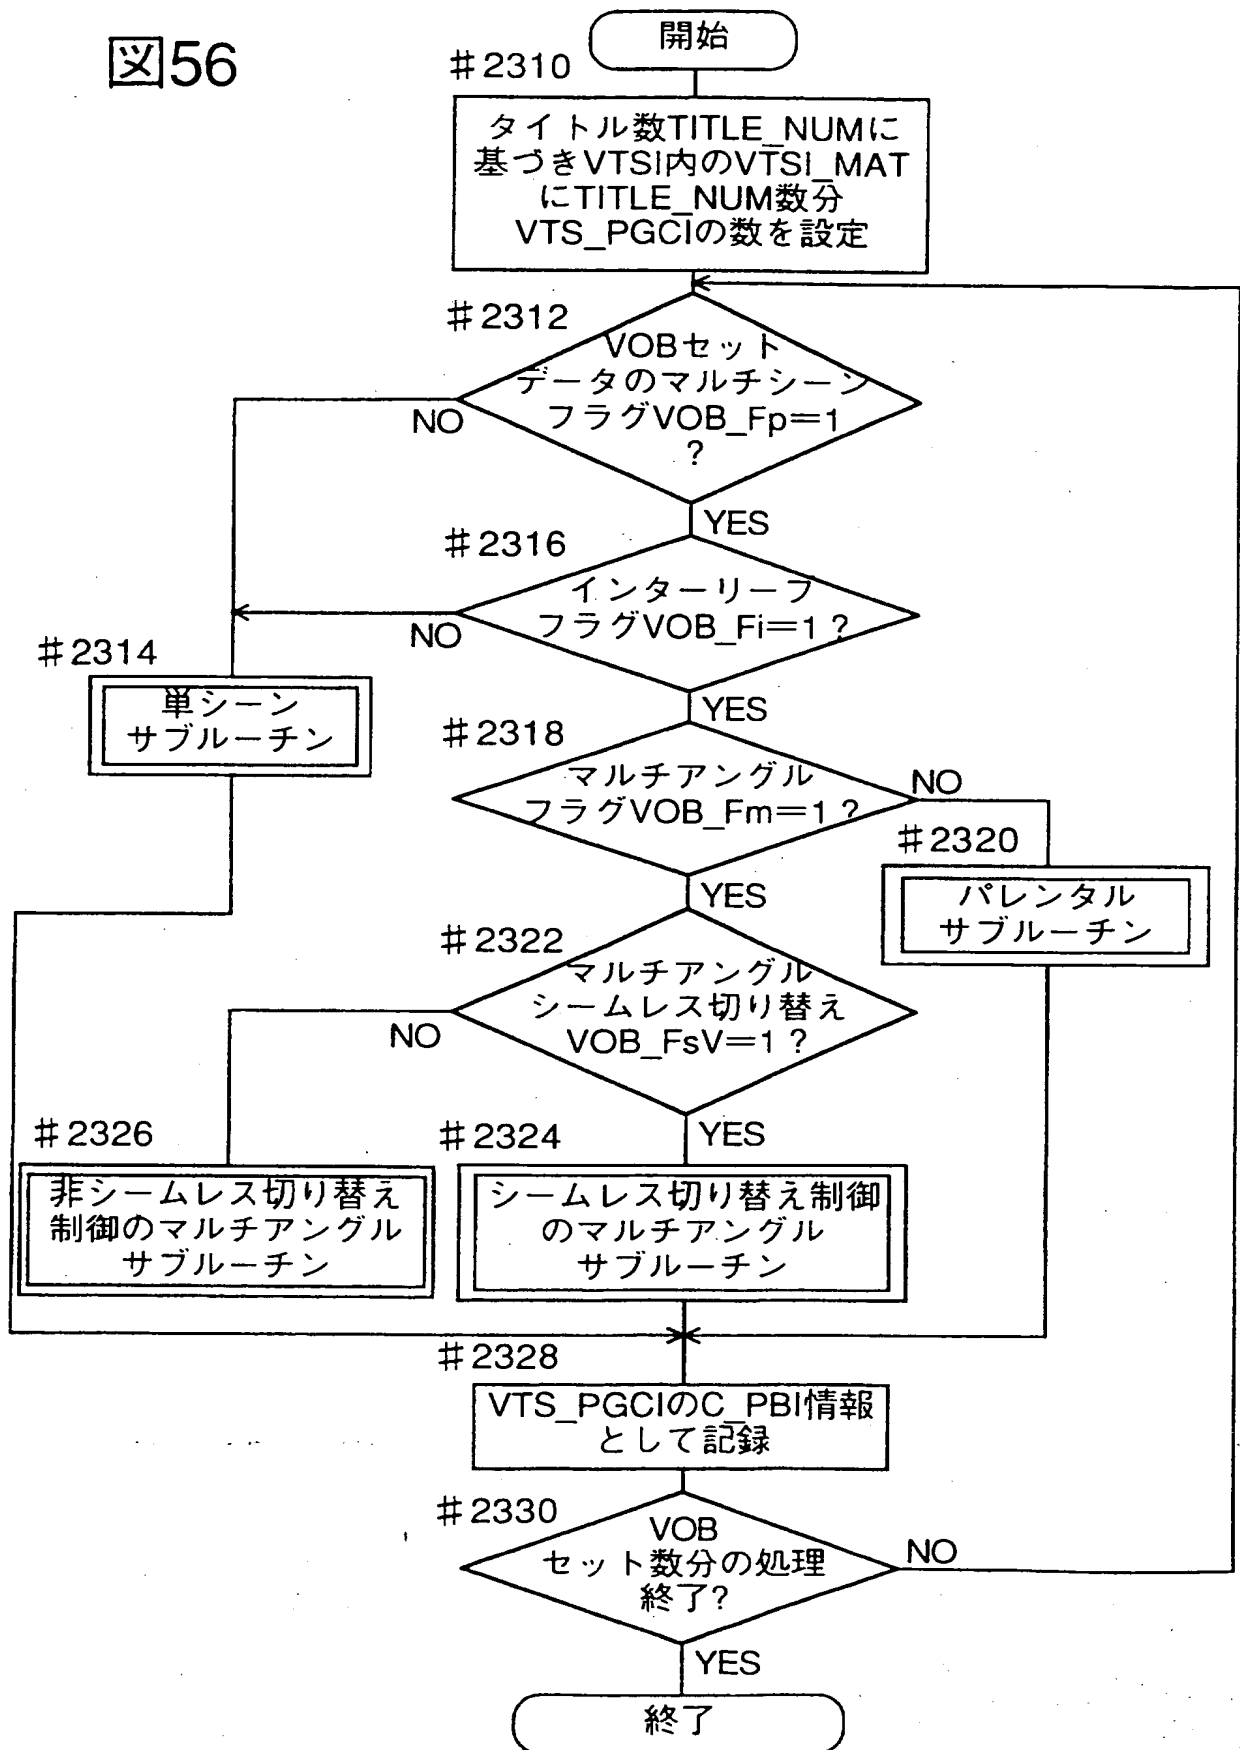 図56
開始
#2310
タイトル数TITLE_NUMに
基づきVTSI内のVTSI_MAT
にTITLE_NUM数分
VTS_PGCIの数を設定
#2312
VOBセット
データのマルチシーン
フラグVOB_Fp=1
?
NO
YES
#2316
インターリーフ
フラグVOB_Fi=1?
NO
YES
#2314
単シーン
サブルーチン
#2318
マルチアングル
フラグVOB_Fm=1?
NO
YES
#2320
パレンタル
サブルーチン
#2322
マルチアングル
シームレス切り替え
VOB_FsV=1?
NO
YES
#2326
非シームレス切り替え
制御のマルチアングル
サブルーチン
#2324
シームレス切り替え制御
のマルチアングル
サブルーチン
#2328
VTS_PGCIのC_PBI情報
として記録
#2330
VOB
セット数分の処理
終了?
NO
YES
終了